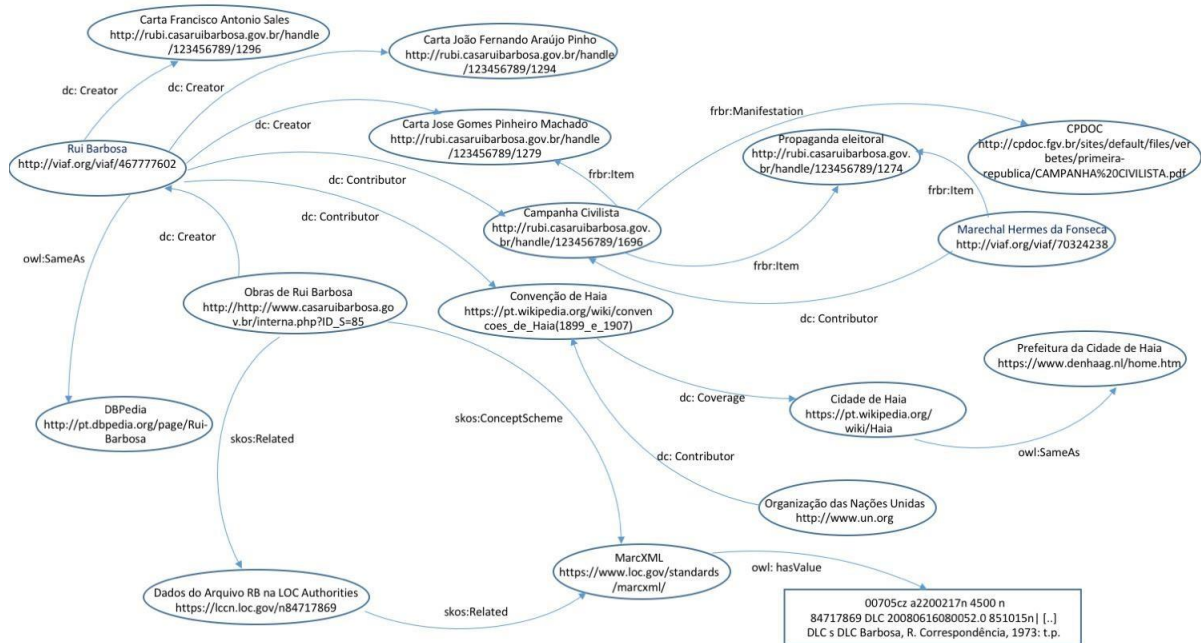 Carta Francisco Antonio Sales
http://rubi.casaruibarbosa.gov.br/handle
/123456789/1296
Carta João Fernando Araújo Pinho
http://rubi.casaruibarbosa.gov.br/handle
/123456789/1294
dc: Creator
dc: Creator
Rui Barbosa
http://viaf.org/viaf/467777602
dc: Creator
Carta Jose Gomes Pinheiro Machado
http://rubi.casaruibarbosa.gov.br/handle
/123456789/1279
frbr:Manifestation
Propaganda eleitoral
http://rubi.casaruibarbosa.gov.
br/handle/123456789/1274
CPDOC
http://cpdoc.fgv.br/sites/default/files/ver
betes/primeira-
republica/CAMPANHA%20CIVILISTA.pdf
dc: Contributor
frbr:Item
frbr:Item
dc: Contributor
Campanha Civilista
http://rubi.casaruibarbosa.gov.
br/handle/123456789/1696
Marechal Hermes da Fonseca
http://viaf.org/viaf/70324238
dc: Creator
owl:SameAs
frbr:Item
Obras de Rui Barbosa
http://http://www.casaruibarbosa.go
v.br/interna.php?ID_S=85
Convenção de Haia
https://pt.wikipedia.org/wiki/conven
coes_de_Haia(1899_e_1907)
dc: Contributor
Prefeitura da Cidade de Haia
https://www.denhaag.nl/home.htm
DBPedia
http://pt.dbpedia.org/page/Rui-
Barbosa
skos:Related
skos:ConceptScheme
dc: Coverage
Cidade de Haia
https://pt.wikipedia.org/
wiki/Haia
owl:SameAs
dc: Contributor
Organização das Nações Unidas
http://www.un.org
Dados do Arquivo RB na LOC Authorities
https://lccn.loc.gov/n84717869
skos:Related
MarcXML
https://www.loc.gov/standards
/marcxml/
owl: hasValue
00705cz a2200217n 4500 n
84717869 DLC 20080616080052.0 851015n| [..]
DLC s DLC Barbosa, R. Correspondência, 1973: t.p.